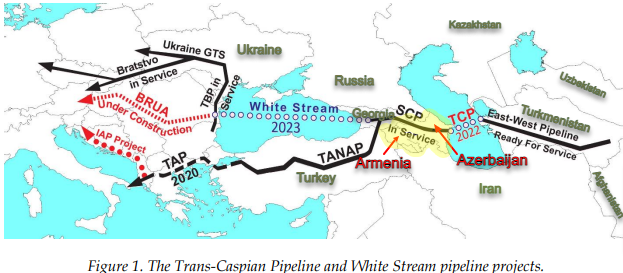 Kazakhstan
Ukraine GTS
Ukraine
Bratstvo
in Service
Russia
Uzbekistan
BRUA
Under Construction
TBP in
Service
White Stream
2023
Georgia
SCP
in Service
TCP
2022
Turkmenistan
East-West Pipeline
Ready For Service
IAP Project
TAP
2020
TANAP
Turkey
Armenia
Azerbaijan
Iran
Afghanistan
Figure 1. The Trans-Caspian Pipeline and White Stream pipeline projects.